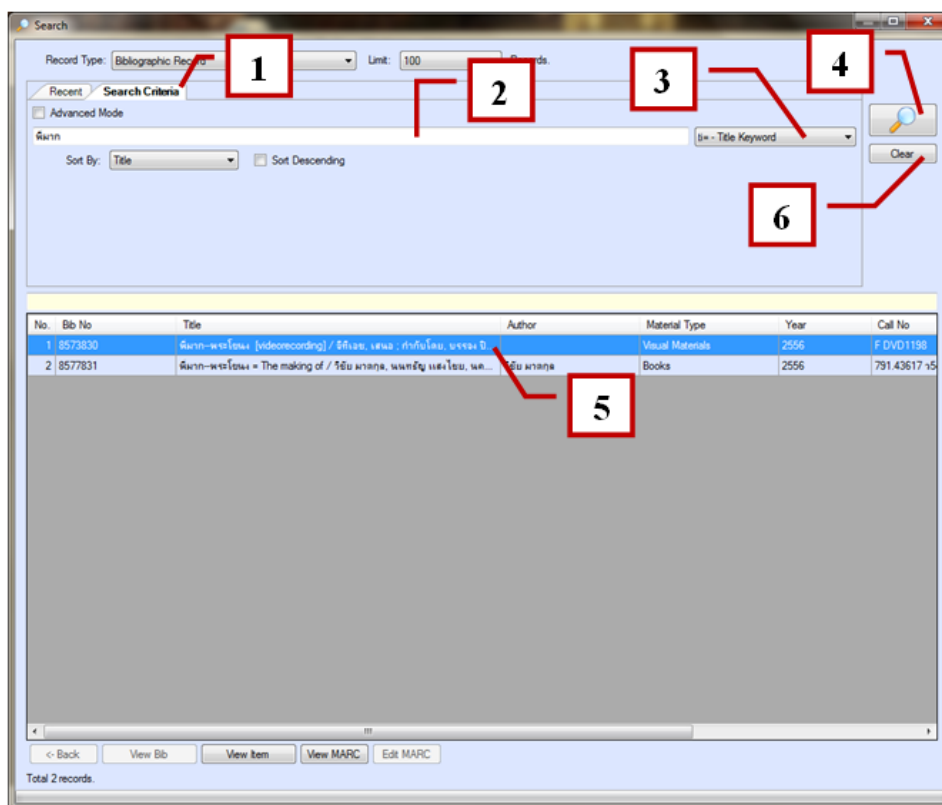 Search
Record Type: Bibliographic Record Limit: 100 Records.
1
2
3
4
Recent Search Criteria
Advanced Mode
พี่มาก ti= - Title Keyword
Sort By: Title Sort Descending Clear
6
No. Bib No Title Author Material Type Year Call No
1 8573830 พี่มาก--พระโขนง [videorecording] / จีทีเอช, เสนอ ; กำกับโดย, บรรจง ปิ... Visual Materials 2556 F DVD1198
2 8577831 พี่มาก--พระโขนง = The making of / วีชัย มาตกุล, นนทรัฐ แสงไชย, นค... วีชัย มาตกุล Books 2556 791.43617 ว5
5
<- Back View Bib View Item View MARC Edit MARC
Total 2 records.